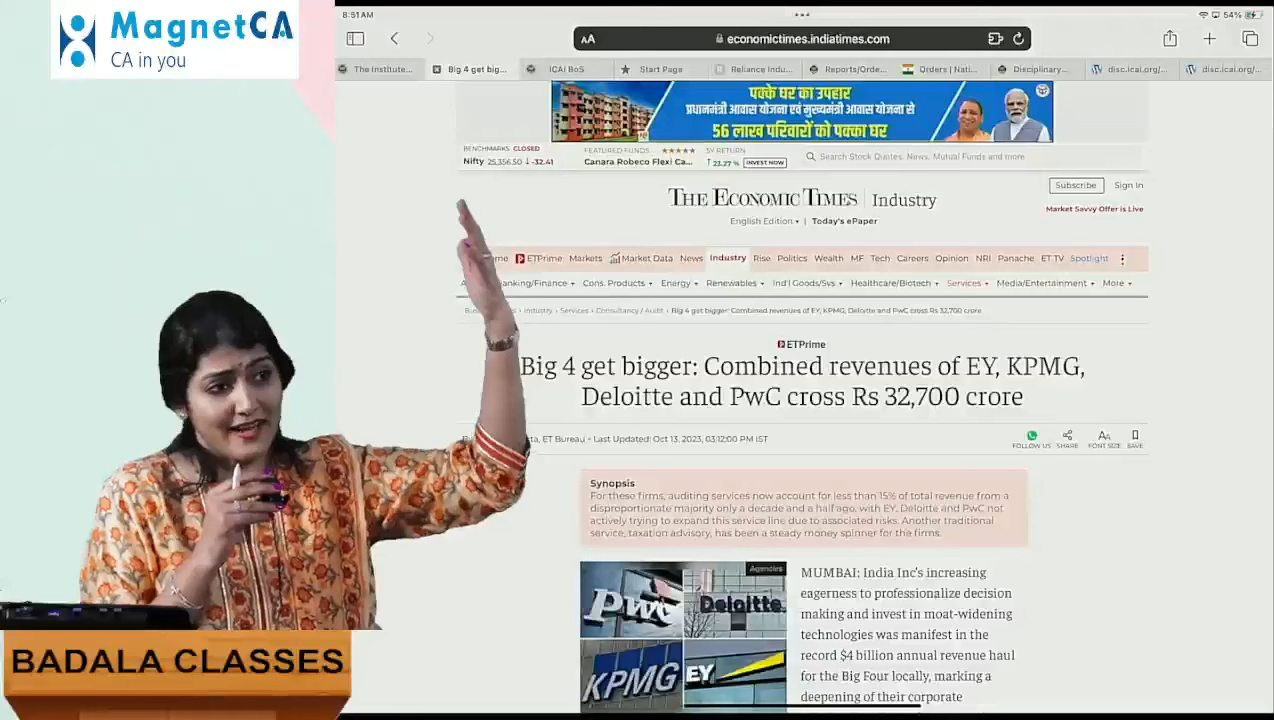 MagnetCA
CA in you
8:51AM
54%
AA
economictimes.indiatimes.com
The Institute...
Big 4 get big...
ICAI BoS
Start Page
Reliance Indu...
Reports/Orde...
Orders | Nati...
Disciplinary...
disc.icai.org/...
disc.icai.org/...
पक्के घर का उपहार
प्रधानमंत्री आवास योजना एवं मुख्यमंत्री आवास योजना से
56 लाख परिवारों को पक्का घर
BENCHMARKS CLOSED
Nifty 25,356.50 ↓ -32.41
FEATURED FUNDS ★★★★★
Canara Robeco Flexi Ca...
5Y RETURN
↑ 23.27 % INVEST NOW
Search Stock Quotes, News, Mutual Funds and more
THE ECONOMIC TIMES | Industry
Subscribe Sign In
English Edition | Today's ePaper
Market Savvy Offer is Live
ETPrime Markets Market Data News Industry Rise Politics Wealth MF Tech Careers Opinion NRI Panache ET TV Spotlight
Cons. Products Energy Renewables Ind'l Goods/Svs Healthcare/Biotech Services Media/Entertainment More
Industry › Services › Consultancy / Audit › Big 4 get bigger: Combined revenues of EY, KPMG, Deloitte and PwC cross Rs 32,700 crore
ETPrime
Big 4 get bigger: Combined revenues of EY, KPMG,
Deloitte and PwC cross Rs 32,700 crore
ET Bureau • Last Updated: Oct 13, 2023, 03:12:00 PM IST
FOLLOW US SHARE FONT SIZE SAVE
Synopsis
For these firms, auditing services now account for less than 15% of total revenue from a
disproportionate majority only a decade and a half ago, with EY, Deloitte and PwC not
actively trying to expand this service line due to associated risks. Another traditional
service, taxation advisory, has been a steady money spinner for the firms.
Agencies
pwc
Deloitte.
KPMG
EY
MUMBAI: India Inc's increasing
eagerness to professionalize decision
making and invest in moat-widening
technologies was manifest in the
record $4 billion annual revenue haul
for the Big Four locally, marking a
deepening of their corporate
BADALA CLASSES